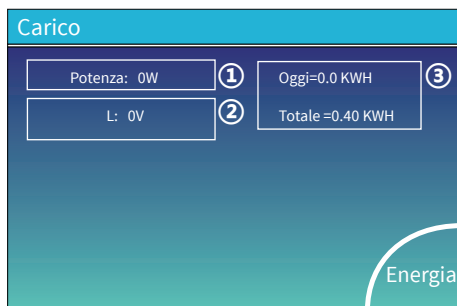 Carico
Potenza: 0W
①
L: 0V
②
Oggi=0.0 KWH
③
Totale =0.40 KWH
Energia